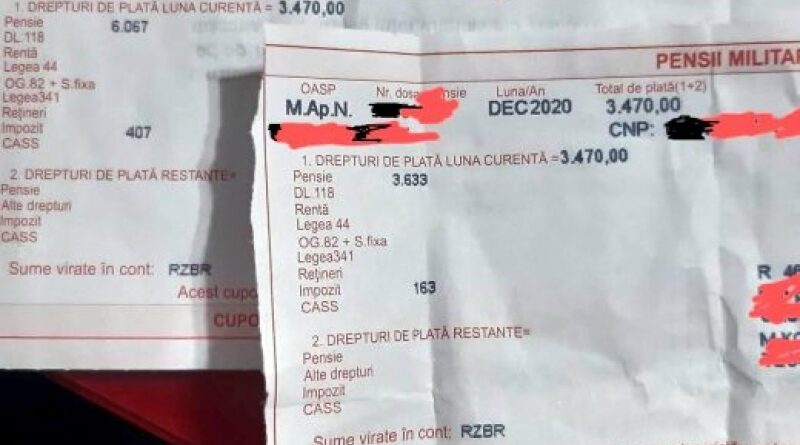 1. DREPTURI DE PLATĂ LUNA CURENTĂ = 3.470,00
Pensie 6.067
DL.118
Rentă
Legea 44
OG.82 + S.fixa
Legea341
Rețineri
Impozit 407
CASS
2. DREPTURI DE PLATĂ RESTANTE=
Pensie
Alte drepturi
Impozit
CASS
Sume virate în cont: RZBR
Acest cupo
CUPO
PENSII MILITA
OASP Nr. Luna/An Total de plată(1+2)
M.Ap.N. DEC2020 3.470,00
CNP:
1. DREPTURI DE PLATĂ LUNA CURENTĂ =3.470,00
Pensie 3.633
DL.118
Rentă
Legea 44
OG.82 + S.fixa
Legea341
Rețineri
Impozit 163
CASS
R
2. DREPTURI DE PLATĂ RESTANTE=
Pensie
Alte drepturi
Impozit
CASS
Sume virate în cont: RZBR